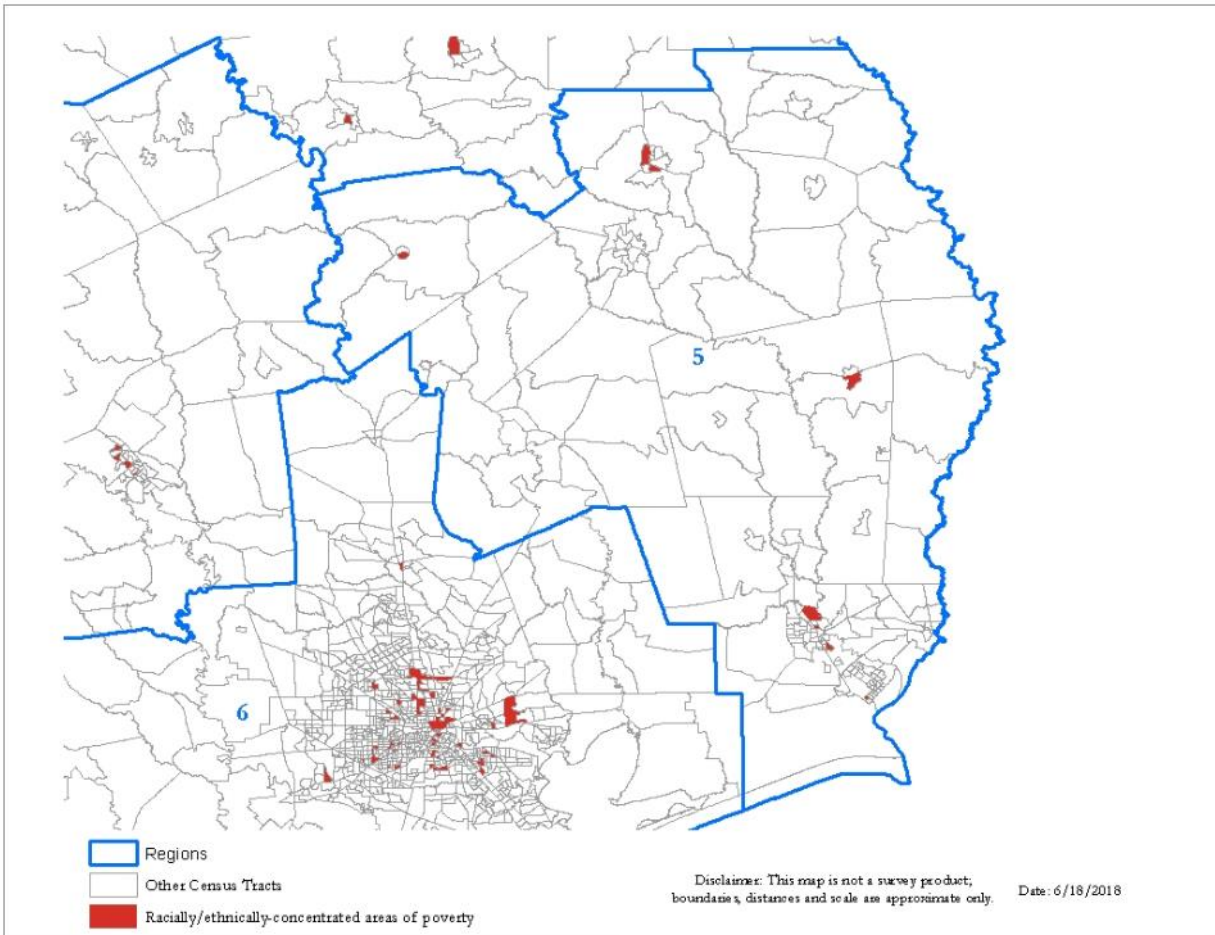 5
6
Regions
Other Census Tracts
Racially/ethnically-concentrated areas of poverty
Disclaimer: This map is not a survey product;
boundaries, distances and scale are approximate only.
Date: 6/18/2018